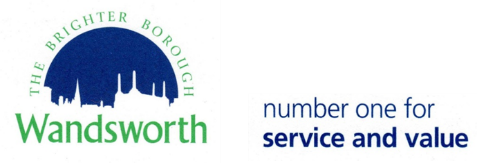 THE BRIGHTER BOROUGH
Wandsworth
number one for
service and value